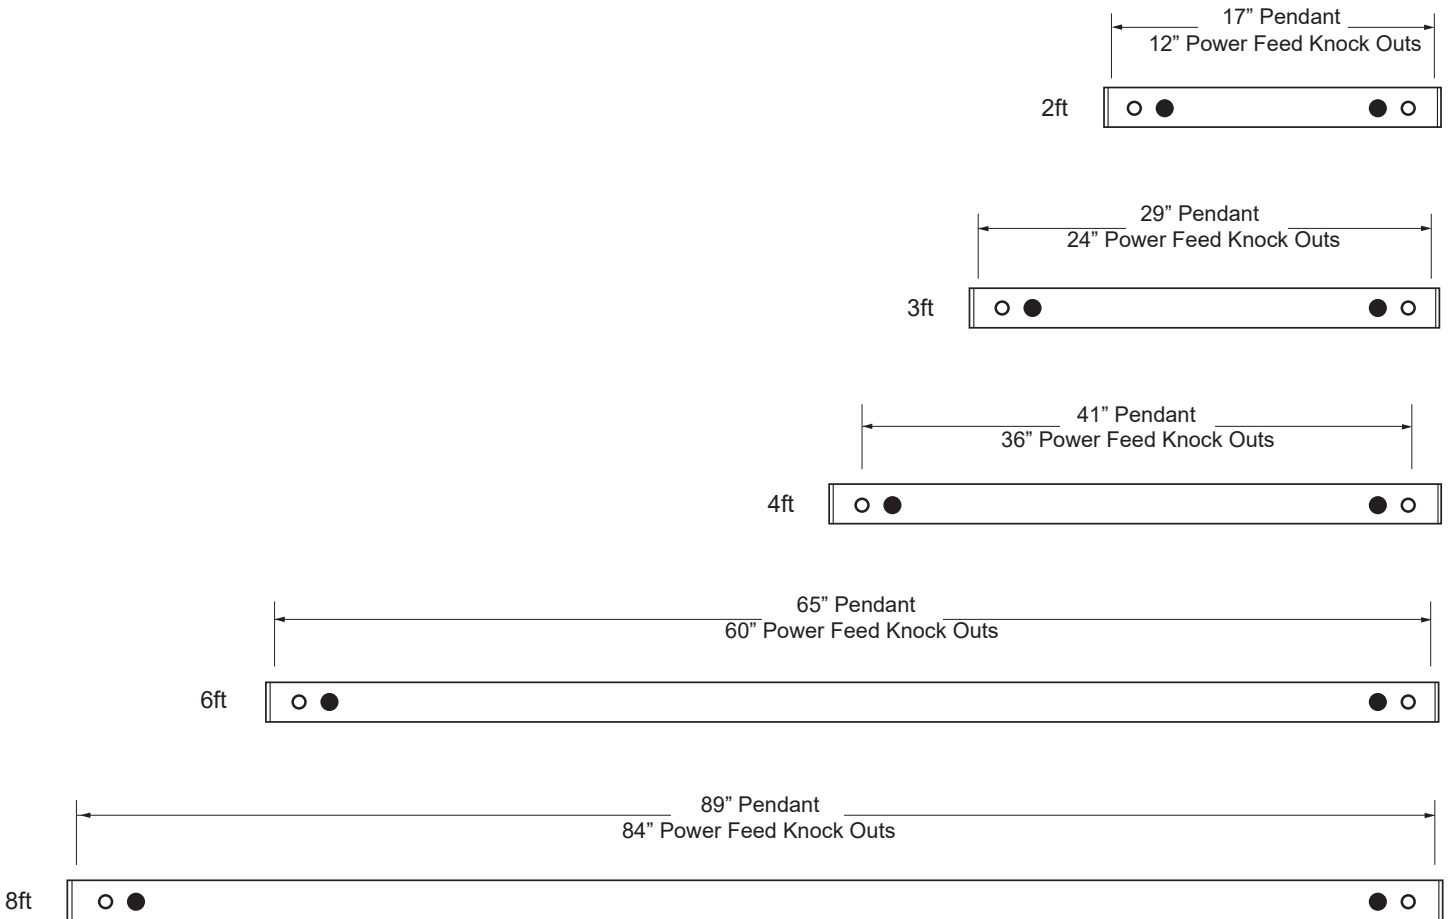 17” Pendant
12” Power Feed Knock Outs
2ft
29” Pendant
24” Power Feed Knock Outs
3ft
41” Pendant
36” Power Feed Knock Outs
4ft
65” Pendant
60” Power Feed Knock Outs
6ft
89” Pendant
84” Power Feed Knock Outs
8ft